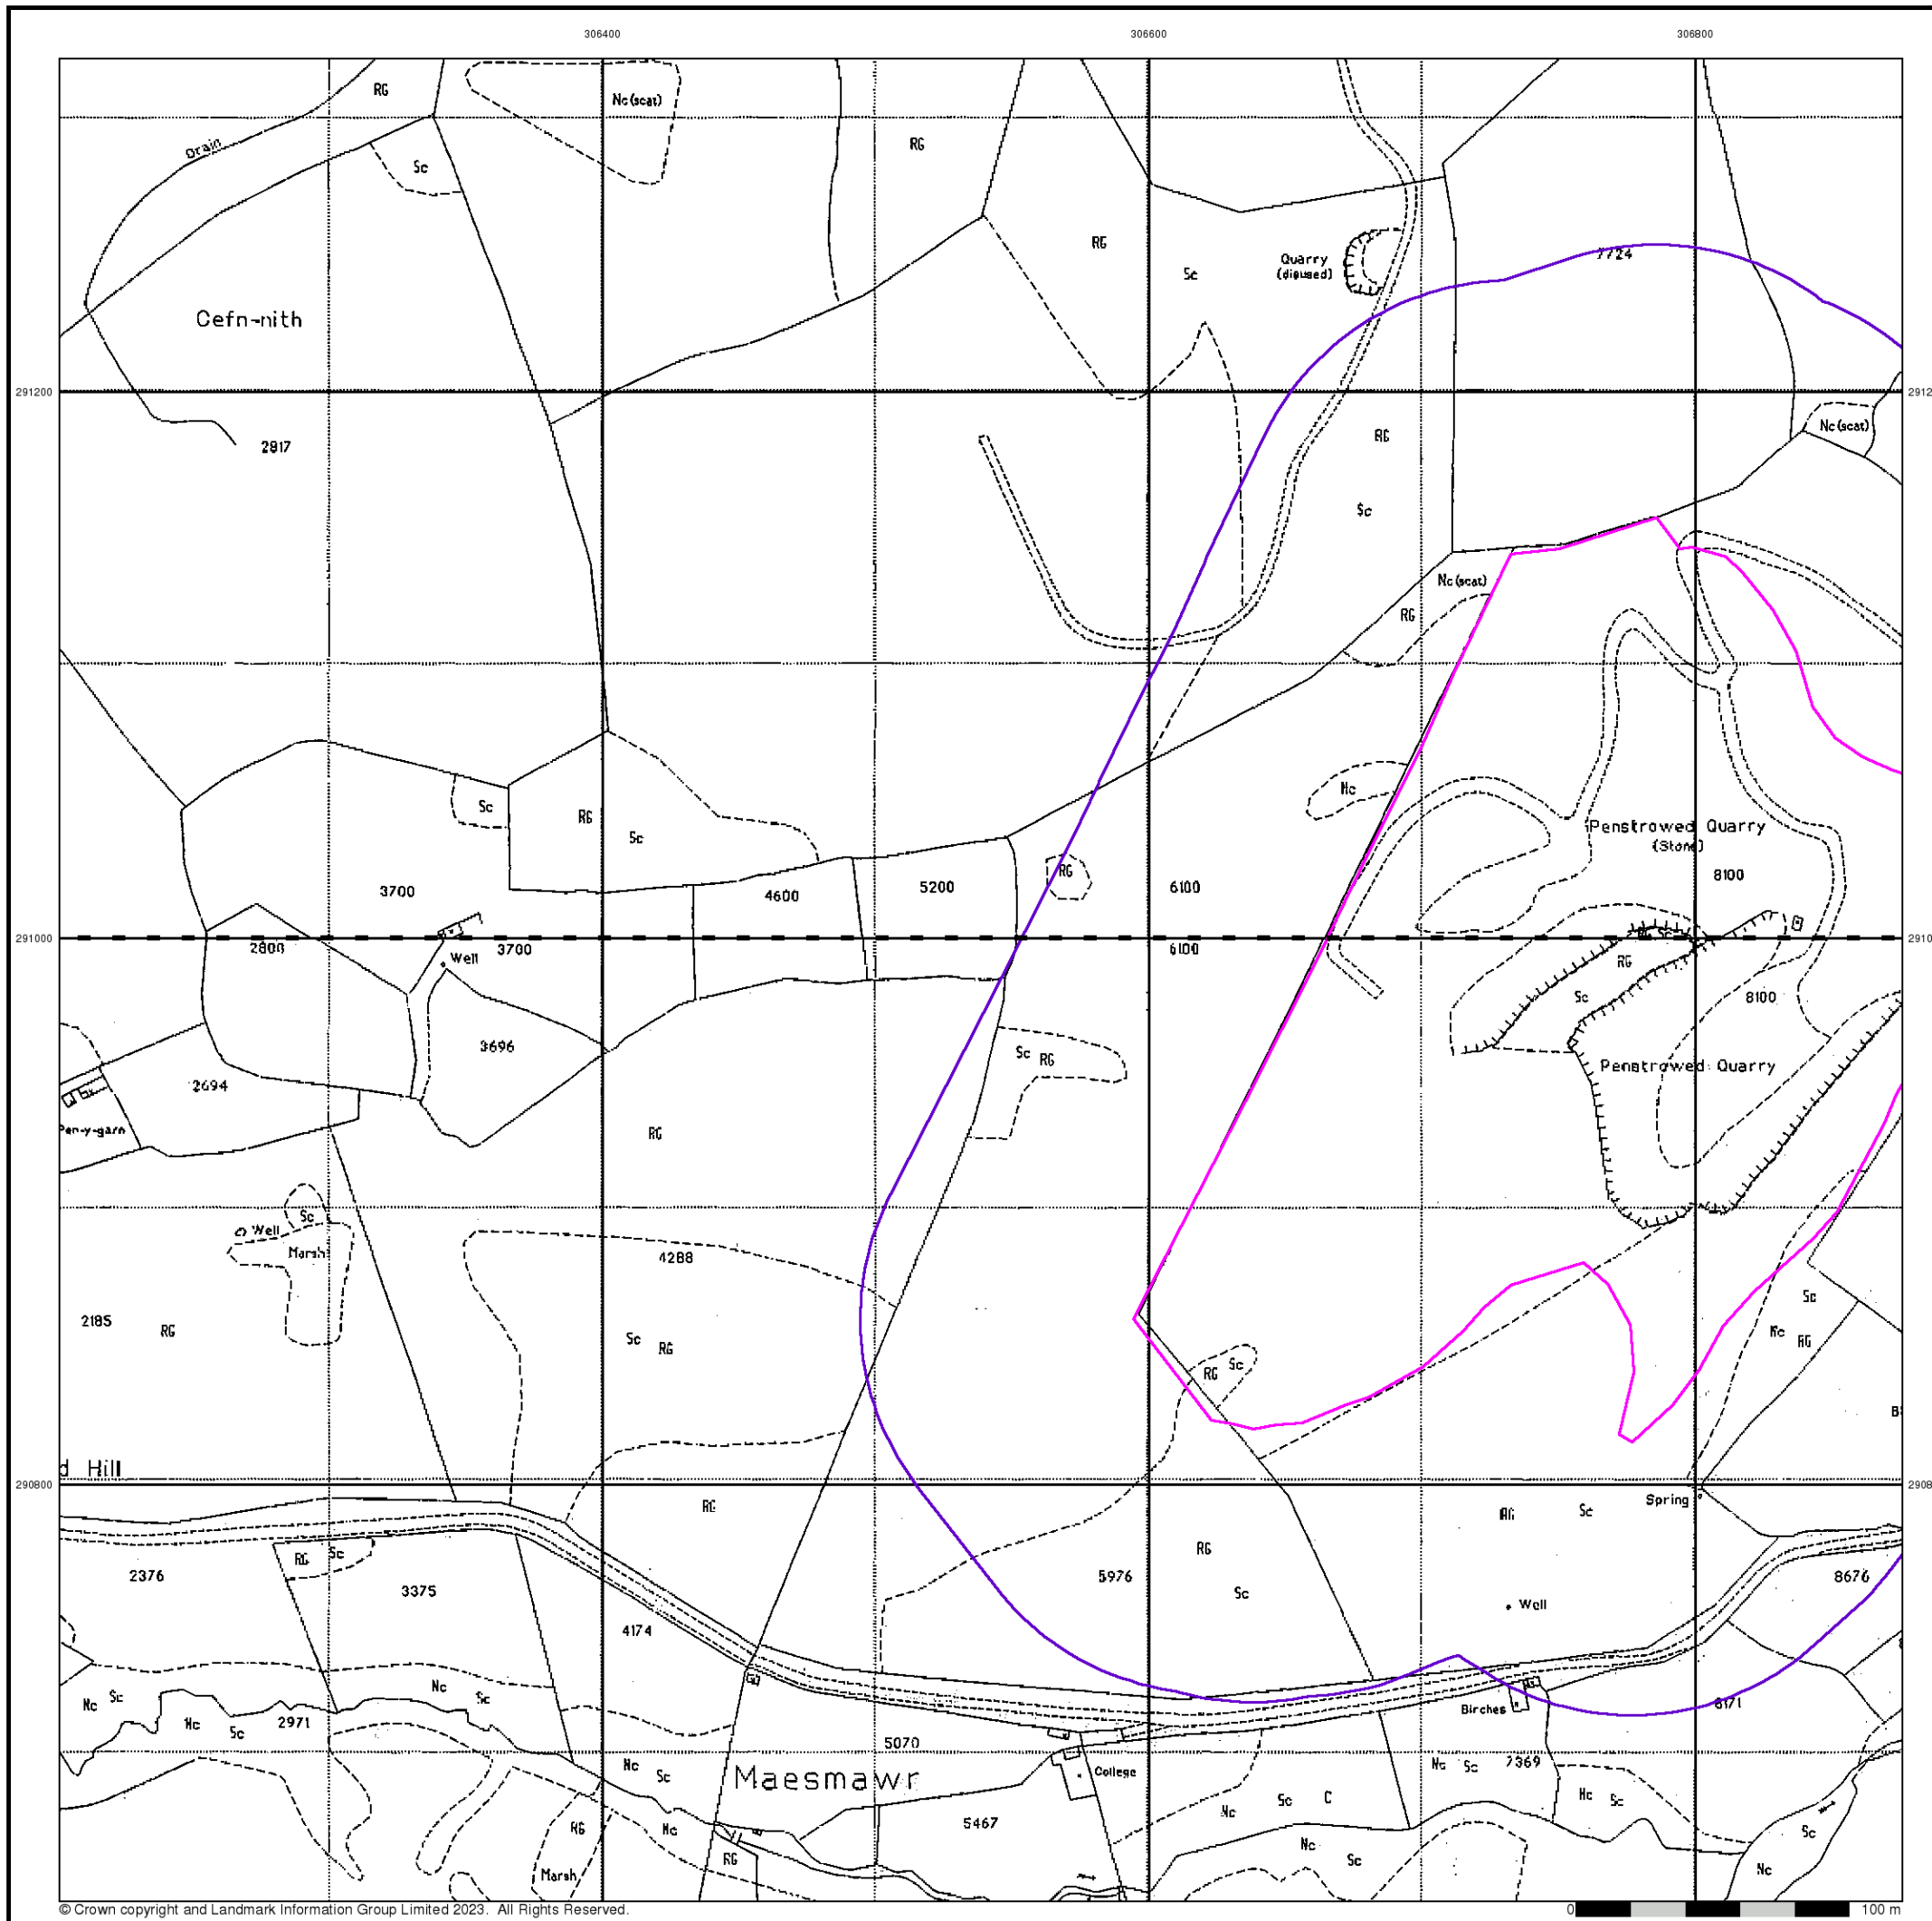 306400 306600 306800
RG
Nc (scat)
Drain
RG
Sc
RG
Quarry
(disused)
Sc
7724
Cefn-nith
291200
2912
Nc (scat)
RG
2817
Sc
Nc (scat)
RG
Nc
Sc
RG
Sc
Penstrowed Quarry
(Stone)
RG
8100
3700
4600
5200
6100
291000
2910
2800
Well
3700
6100
RG Sc
RG
Sc
8100
3696
Sc RG
Penstrowed Quarry
2694
Pen-y-garn
RG
Sc
Well
Marsh
4288
Sc
2185
RG
Sc
RG
Nc
RG
RG
Sc
d Hill
290800
2908
RG
Spring
RG
Sc
RG
RG
Sc
2376
3375
5976
8676
Sc
Well
4174
Nc
Sc
Nc
Sc
Nc
Sc
2971
Birches
8171
5070
Nc
Sc
Maesmawr
College
Nc
Sc
7369
Nc
Sc
Nc
Sc
C
RG
Nc
5467
Nc
Sc
Sc
RG
Marsh
Nc
© Crown copyright and Landmark Information Group Limited 2023. All Rights Reserved.
0 100 m